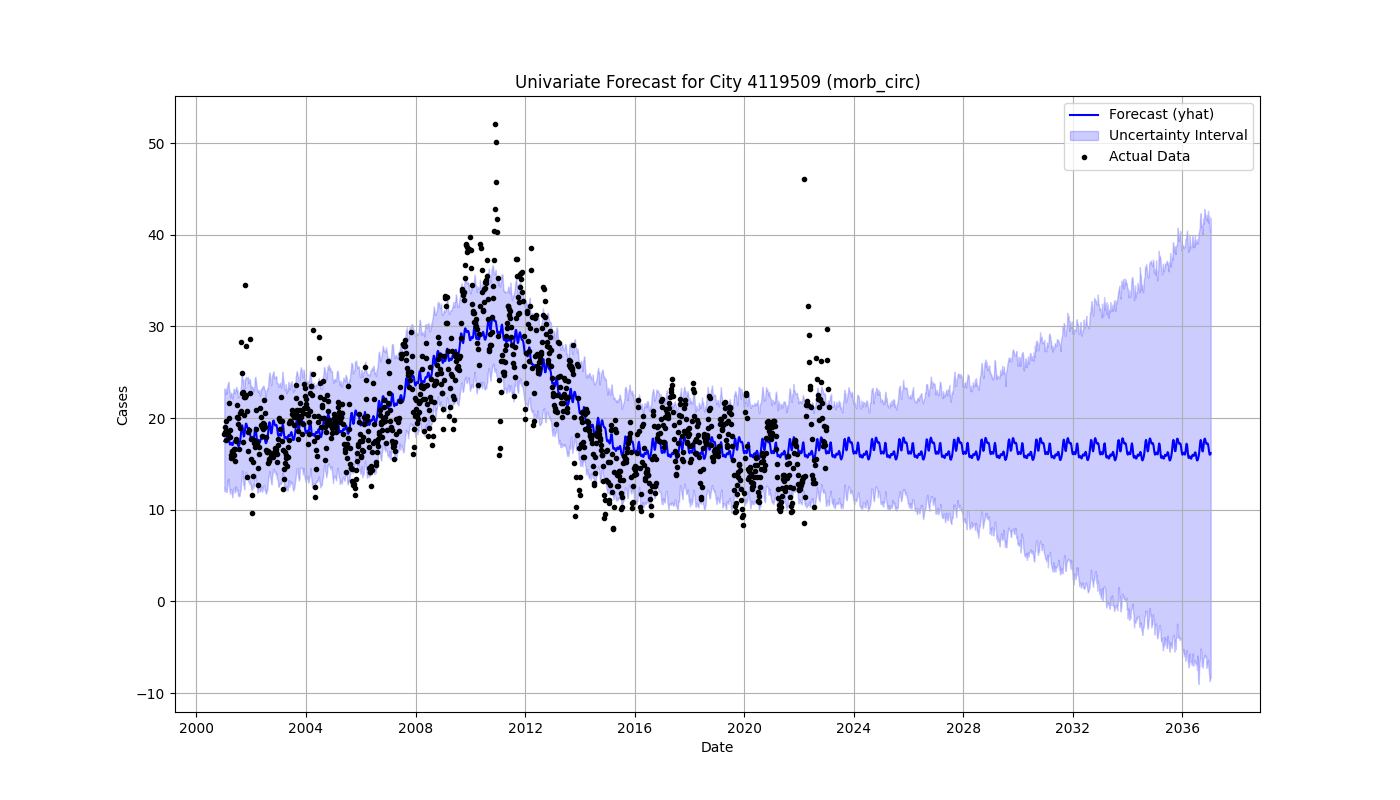 Univariate Forecast for City 4119509 (morb_circ)
Forecast (yhat)
Uncertainty Interval
Actual Data
Cases
50
40
30
20
10
0
−10
2000 2004 2008 2012 2016 2020 2024 2028 2032 2036
Date